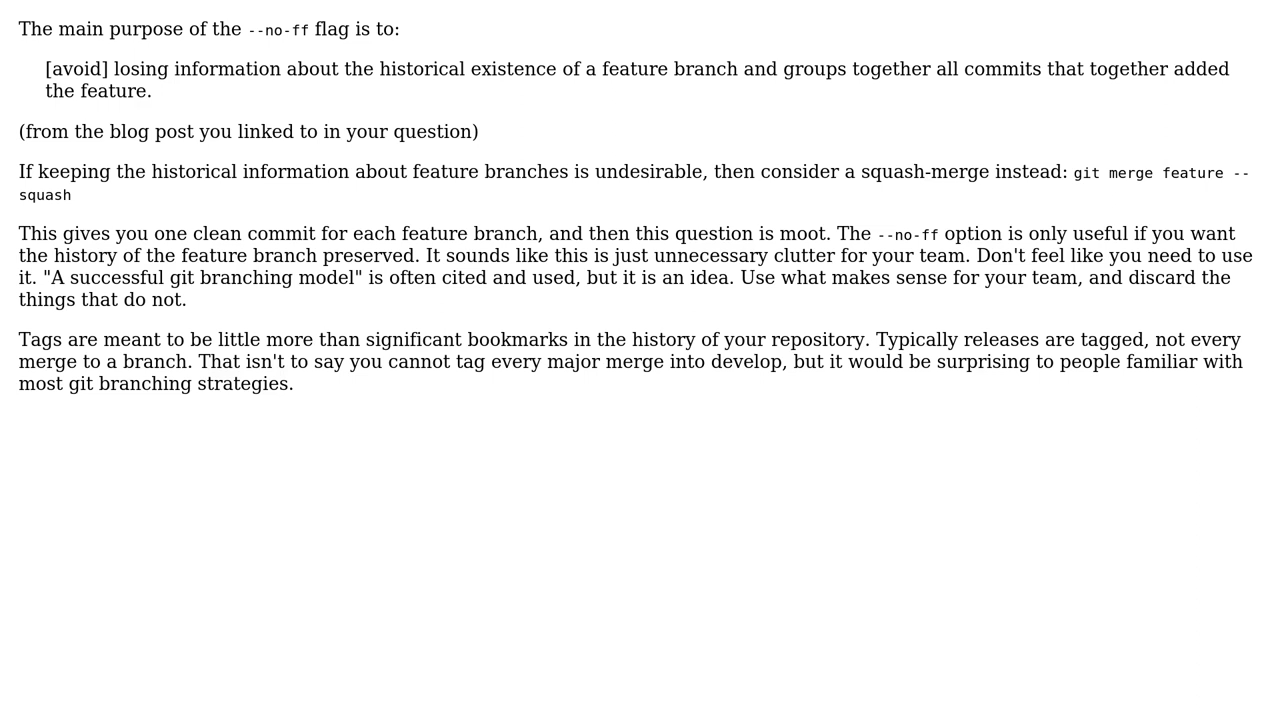 The main purpose of the --no-ff flag is to:
[avoid] losing information about the historical existence of a feature branch and groups together all commits that together added
the feature.
(from the blog post you linked to in your question)
If keeping the historical information about feature branches is undesirable, then consider a squash-merge instead: git merge feature --
squash
This gives you one clean commit for each feature branch, and then this question is moot. The --no-ff option is only useful if you want
the history of the feature branch preserved. It sounds like this is just unnecessary clutter for your team. Don't feel like you need to use
it. "A successful git branching model" is often cited and used, but it is an idea. Use what makes sense for your team, and discard the
things that do not.
Tags are meant to be little more than significant bookmarks in the history of your repository. Typically releases are tagged, not every
merge to a branch. That isn't to say you cannot tag every major merge into develop, but it would be surprising to people familiar with
most git branching strategies.